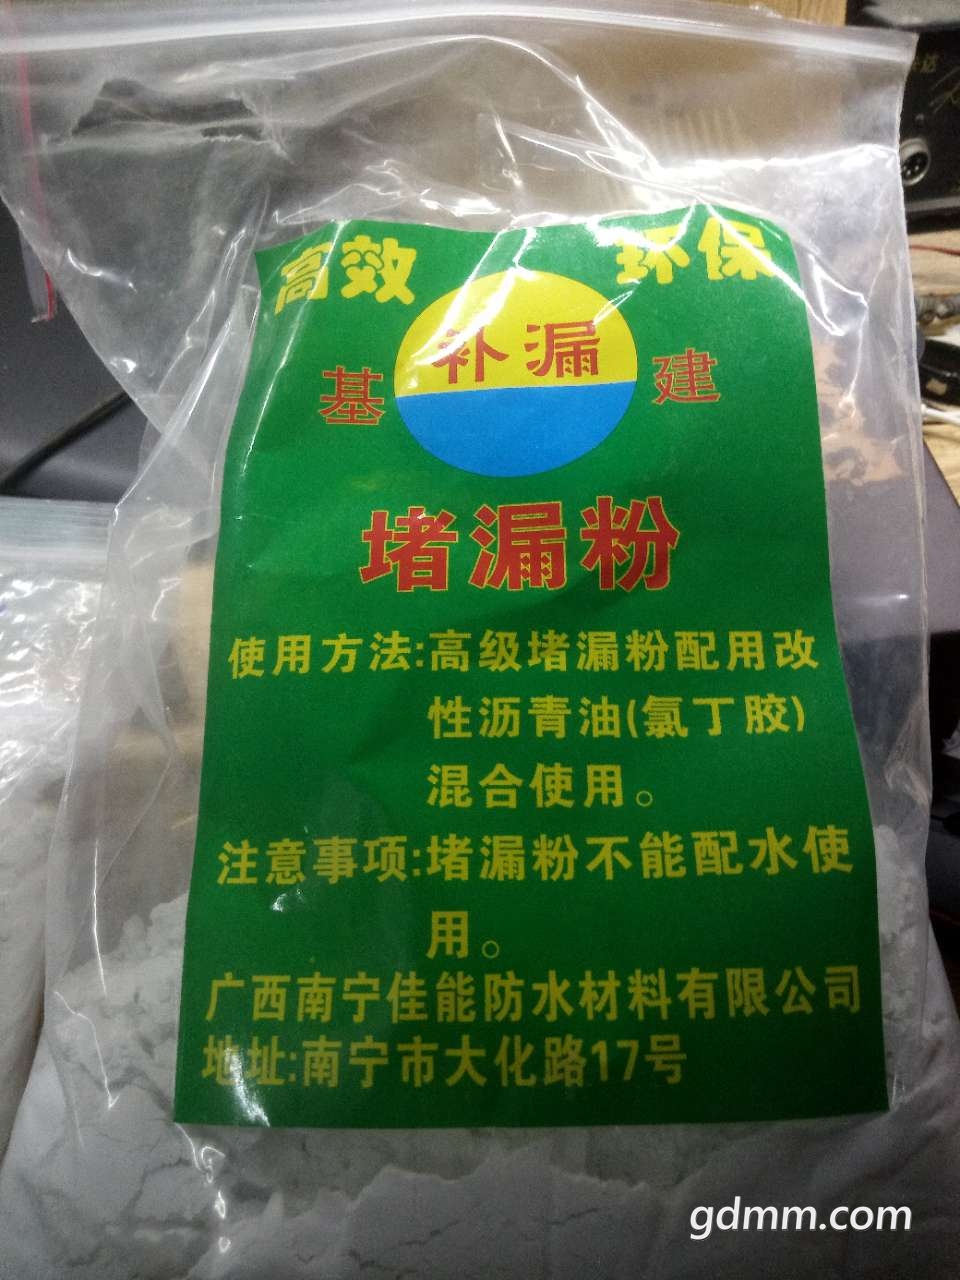 高效 环保
基 补漏 建
堵漏粉
使用方法:高级堵漏粉配用改
性沥青油(氯丁胶)
混合使用。
注意事项:堵漏粉不能配水使
用。
广西南宁佳能防水材料有限公司
地址:南宁市大化路17号
gdmm.com